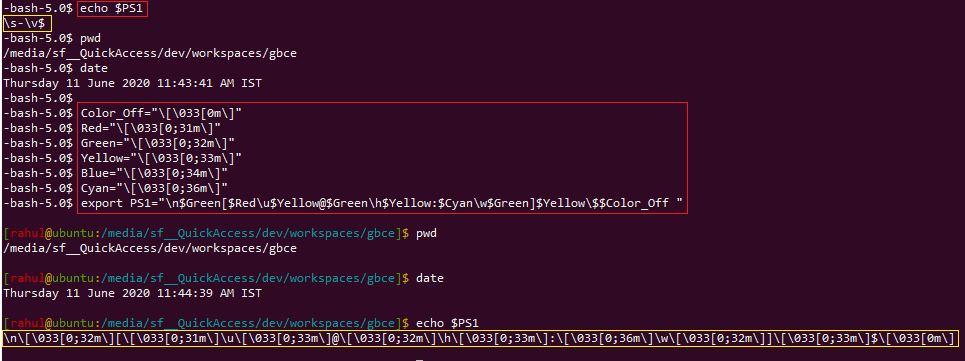 -bash-5.0$ echo $PS1
\s-\v$
-bash-5.0$ pwd
/media/sf__QuickAccess/dev/workspaces/gbce
-bash-5.0$ date
Thursday 11 June 2020 11:43:41 AM IST
-bash-5.0$
-bash-5.0$ Color_Off="\[\033[0m\]"
-bash-5.0$ Red="\[\033[0;31m\]"
-bash-5.0$ Green="\[\033[0;32m\]"
-bash-5.0$ Yellow="\[\033[0;33m\]"
-bash-5.0$ Blue="\[\033[0;34m\]"
-bash-5.0$ Cyan="\[\033[0;36m\]"
-bash-5.0$ export PS1="\n$Green[$Red\u$Yellow@$Green\h$Yellow:$Cyan\w$Green]$Yellow\$$Color_Off "
[rahul@ubuntu:/media/sf__QuickAccess/dev/workspaces/gbce]$ pwd
/media/sf__QuickAccess/dev/workspaces/gbce
[rahul@ubuntu:/media/sf__QuickAccess/dev/workspaces/gbce]$ date
Thursday 11 June 2020 11:44:39 AM IST
[rahul@ubuntu:/media/sf__QuickAccess/dev/workspaces/gbce]$ echo $PS1
\n\[\033[0;32m\][\[\033[0;31m\]\u\[\033[0;33m\]@\[\033[0;32m\]\h\[\033[0;33m\]:\[\033[0;36m\]\w\[\033[0;32m\]]\[\033[0;33m\]$\[\033[0m\]